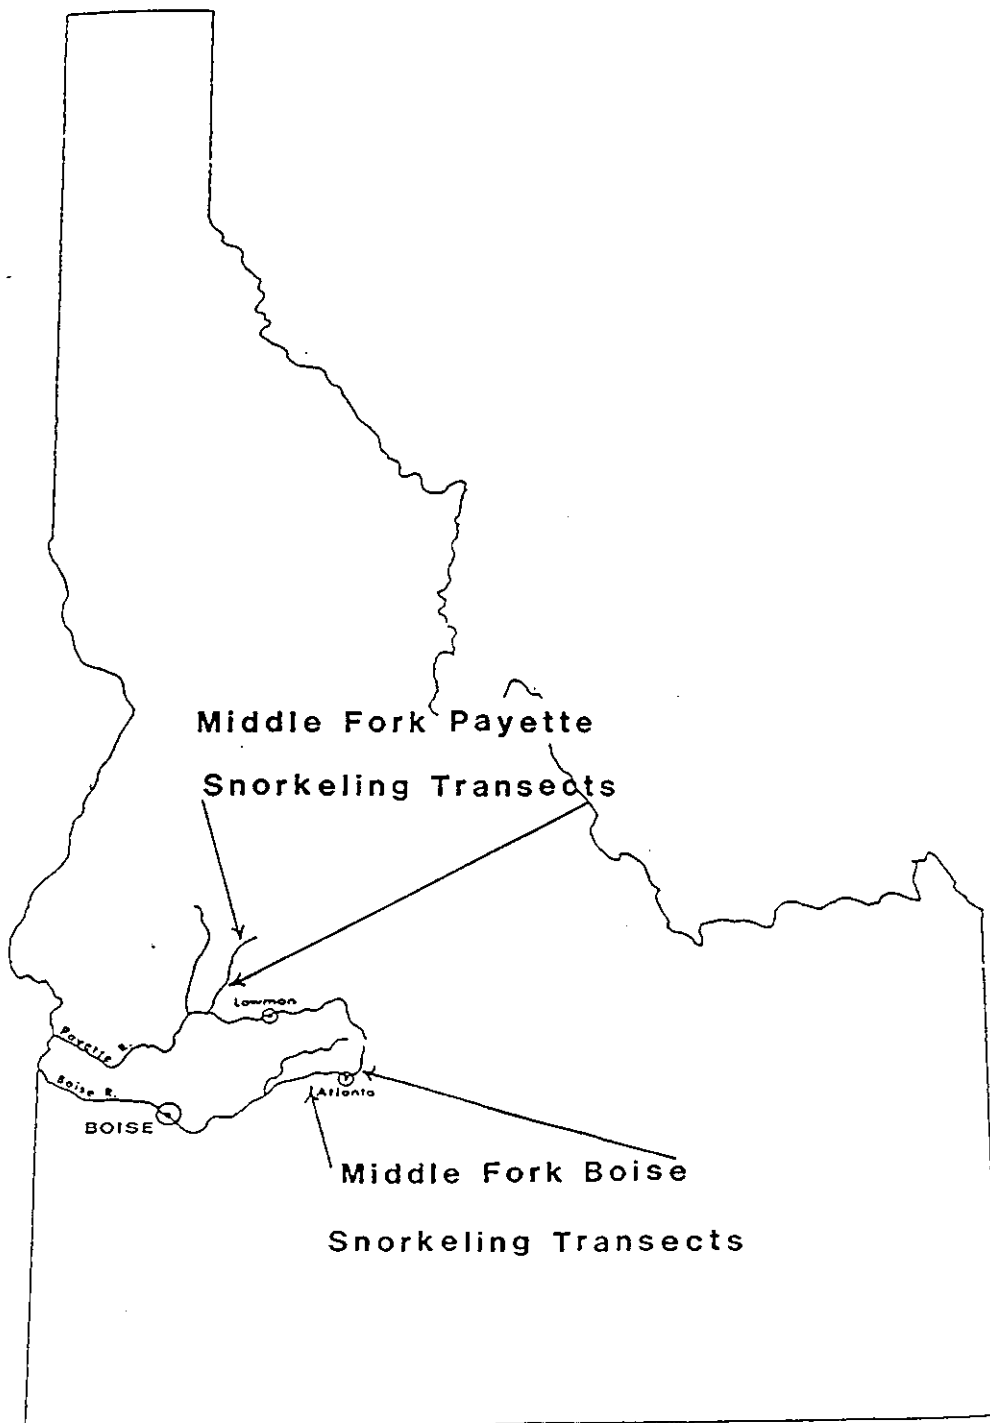 Middle Fork Payette
Snorkeling Transects
Lowman
Payette R.
Boise R.
Atlanta
BOISE
Middle Fork Boise
Snorkeling Transects